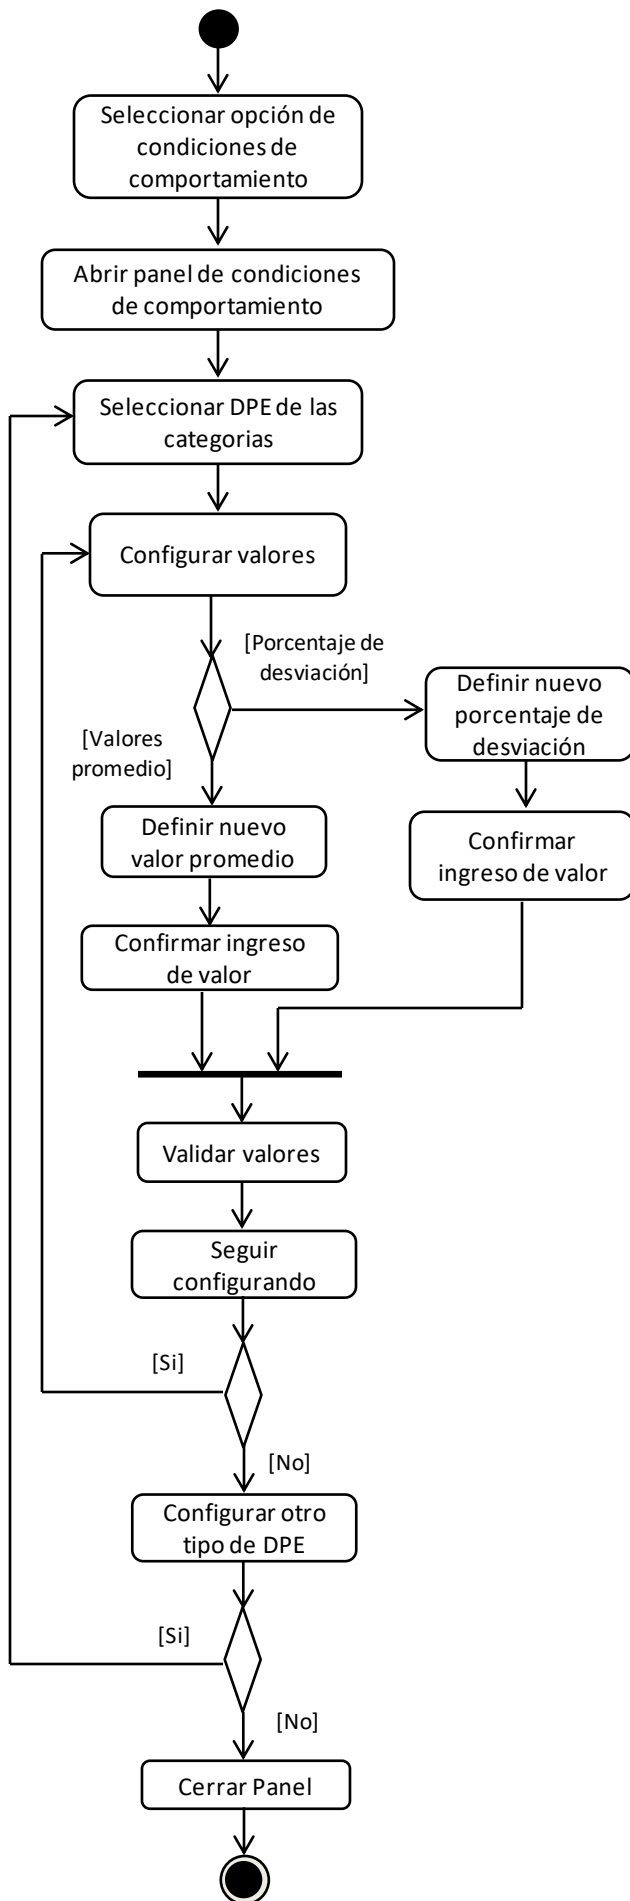 Seleccionar opción de
condiciones de
comportamiento
Abrir panel de condiciones
de comportamiento
Seleccionar DPE de las
categorias
Configurar valores
[Porcentaje de
desviación]
Definir nuevo
porcentaje de
desviación
[Valores
promedio]
Definir nuevo
valor promedio
Confirmar
ingreso de valor
Confirmar ingreso
de valor
Validar valores
Seguir
configurando
[Si]
[No]
Configurar otro
tipo de DPE
[Si]
[No]
Cerrar Panel